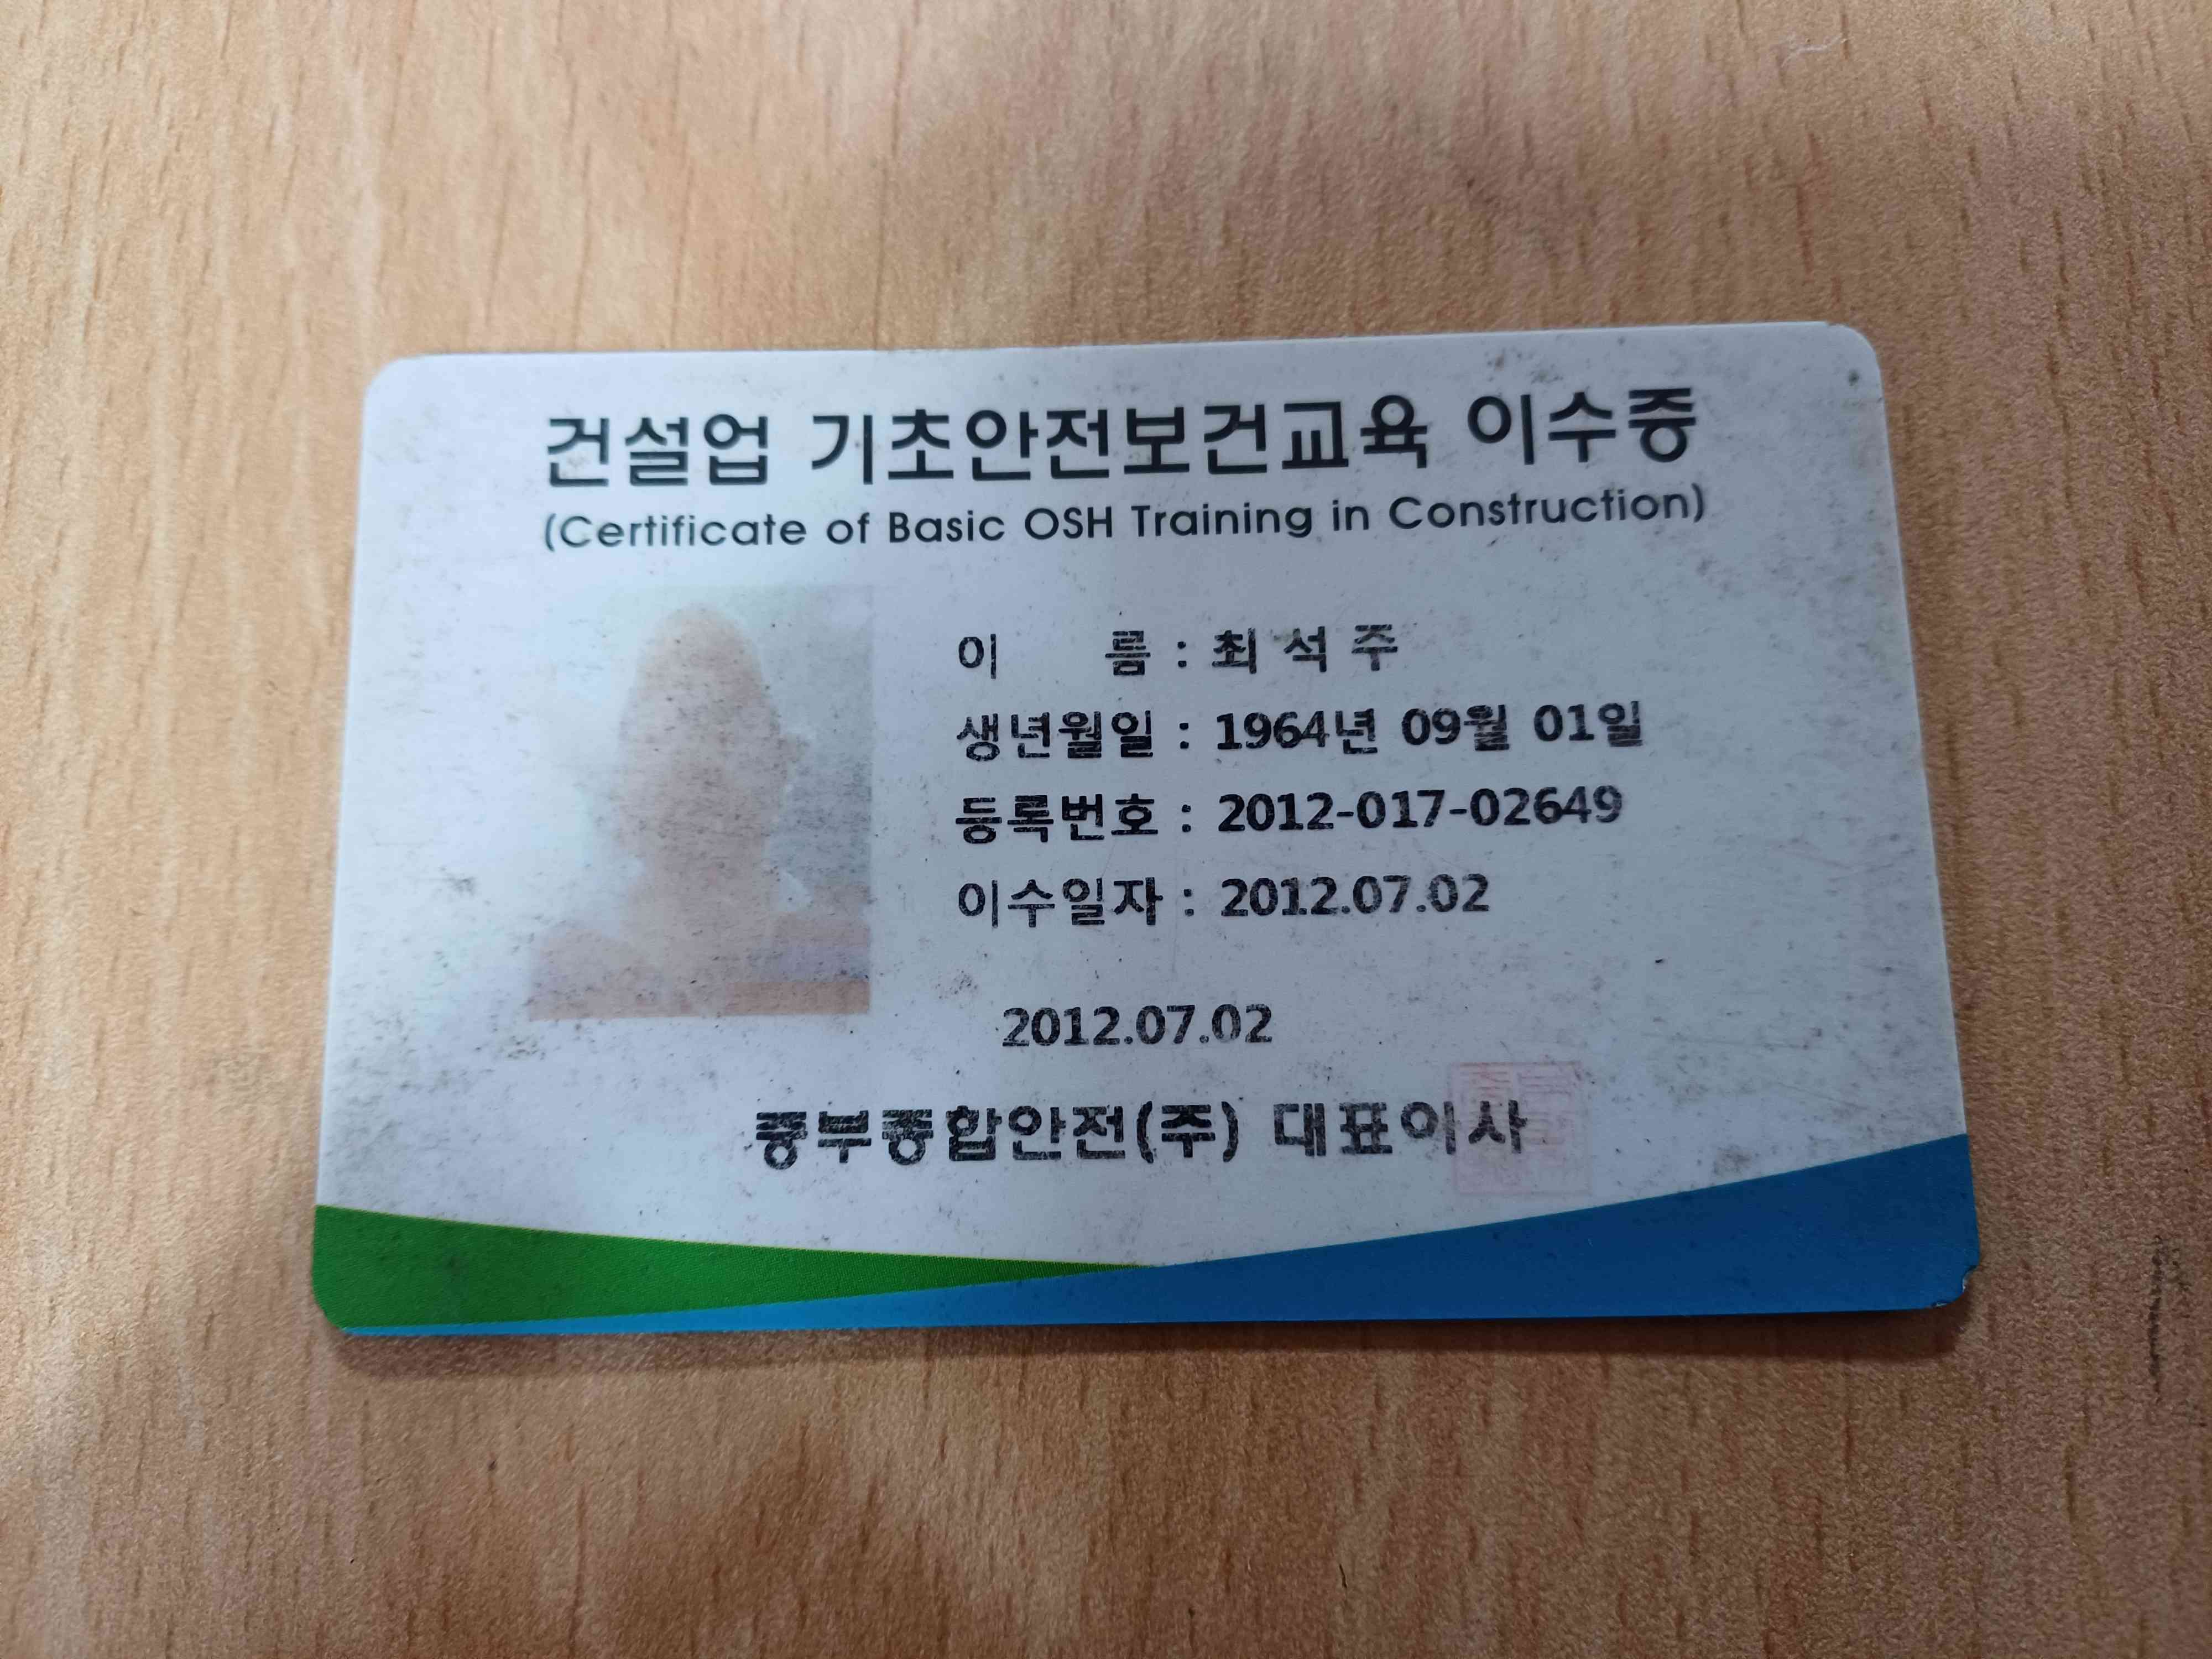 건설업 기초안전보건교육 이수증
(Certificate of Basic OSH Training in Construction)
이 름 : 최 석 주
생년월일 : 1964년 09월 01일
등록번호 : 2012-017-02649
이수일자 : 2012.07.02
2012.07.02
중부종합안전(주) 대표이사